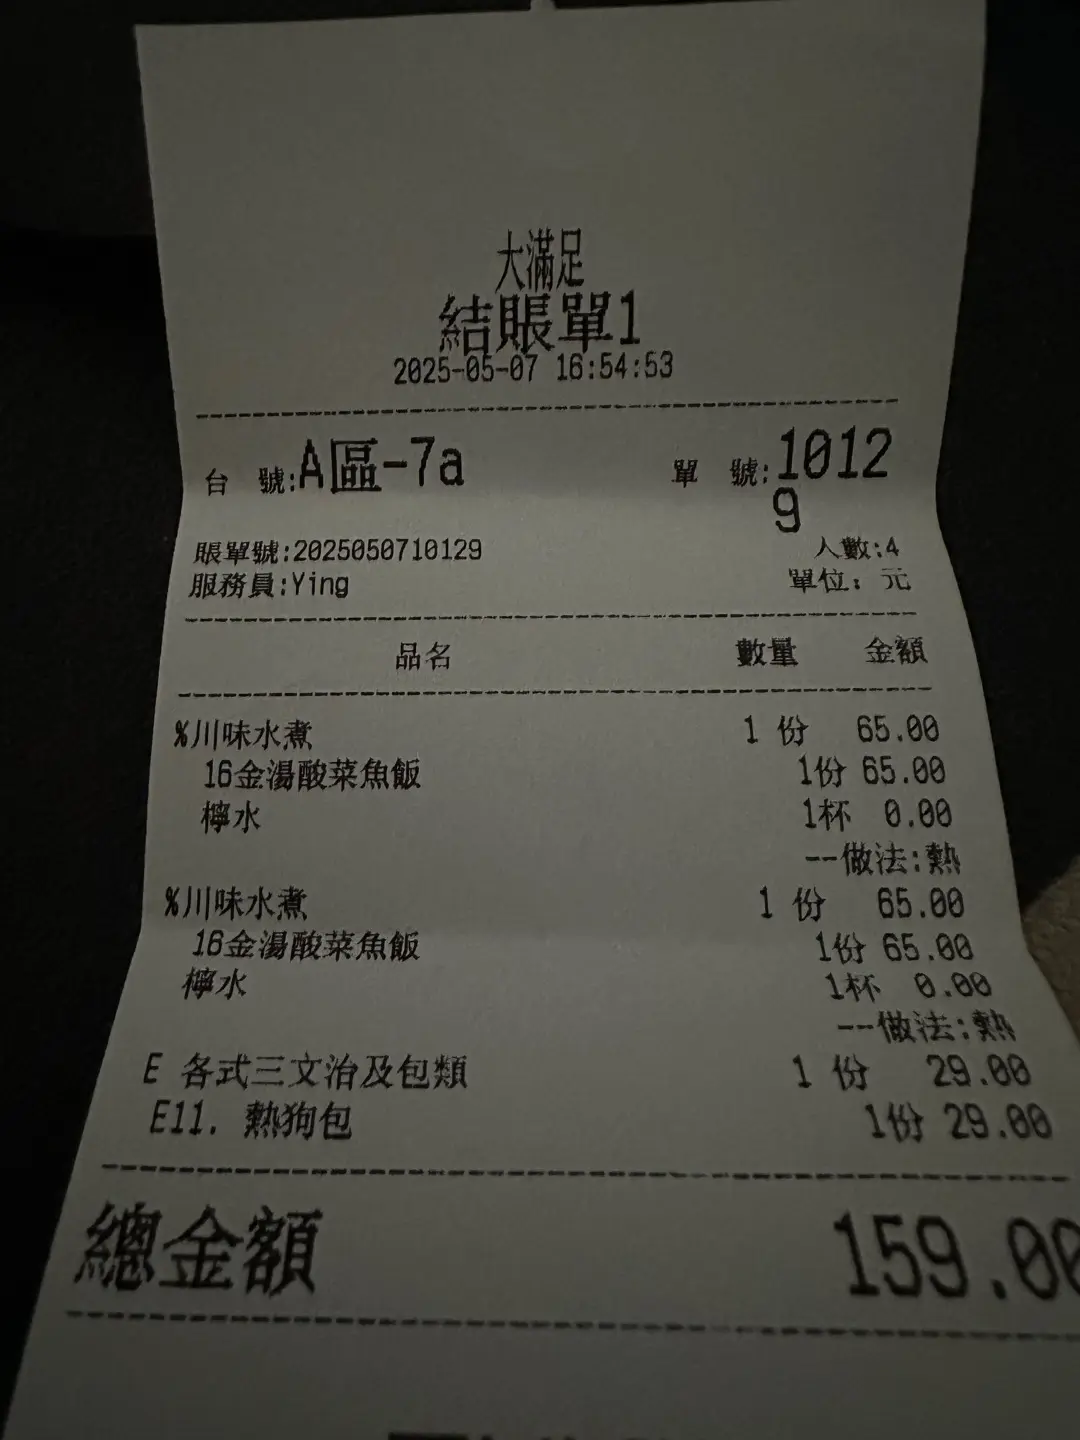 大滿足
結賬單1
2025-05-07 16:54:53
台 號:A區-7a 單 號:1012
9
賬單號:2025050710129 人數:4
服務員:Ying 單位: 元
品名 數量 金額
%川味水煮 1 份 65.00
16金湯酸菜魚飯 1份 65.00
檸水 1杯 0.00
--做法:熱
%川味水煮 1 份 65.00
16金湯酸菜魚飯 1份 65.00
檸水 1杯 0.00
--做法:熱
E 各式三文治及包類 1 份 29.00
E11. 熱狗包 1份 29.00
總金額 159.00